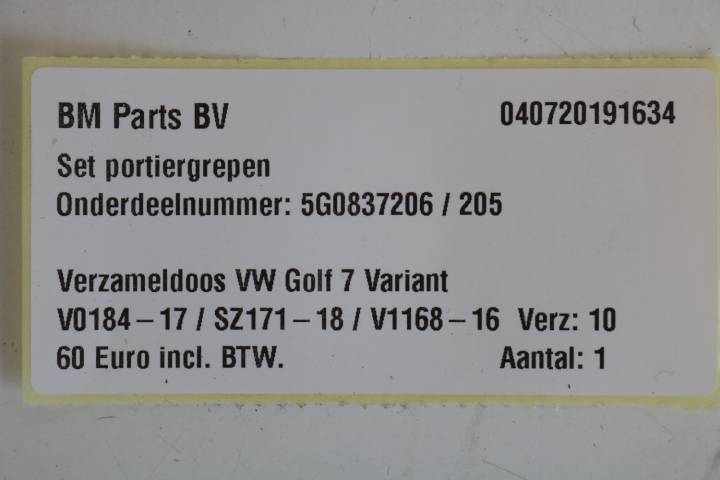 BM Parts BV 040720191634
Set portiergrepen
Onderdeelnummer: 5G0837206 / 205
Verzameldoos VW Golf 7 Variant
V0184 – 17 / SZ171 – 18 / V1168 – 16 Verz: 10
60 Euro incl. BTW. Aantal: 1